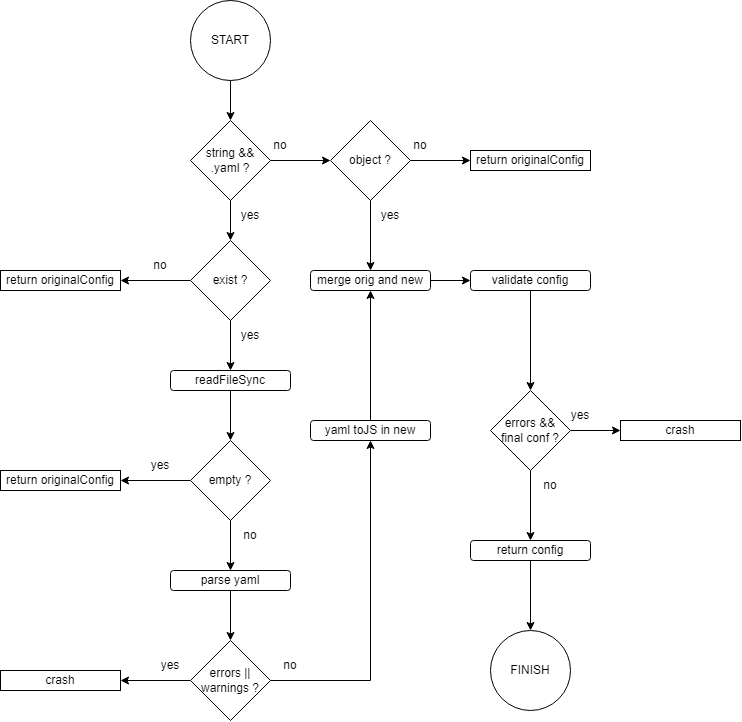 START
string &&
.yaml ?
no
object ?
no
return originalConfig
yes
yes
return originalConfig
no
exist ?
merge orig and new
validate config
yes
readFileSync
errors &&
final conf ?
yes
crash
yaml toJS in new
return originalConfig
yes
empty ?
no
no
return config
parse yaml
crash
yes
errors ||
warnings ?
no
FINISH